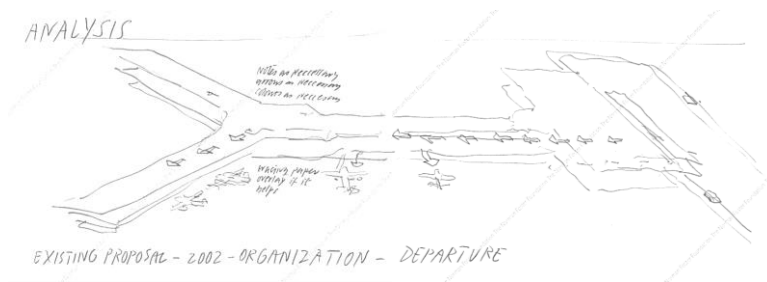 ANALYSIS
NOTES as NECESSARY
ARROWS as NECESSARY
as NECESSARY
tracing paper
overlay if it
helps
EXISTING PROPOSAL - 2002 - ORGANIZATION - DEPARTURE